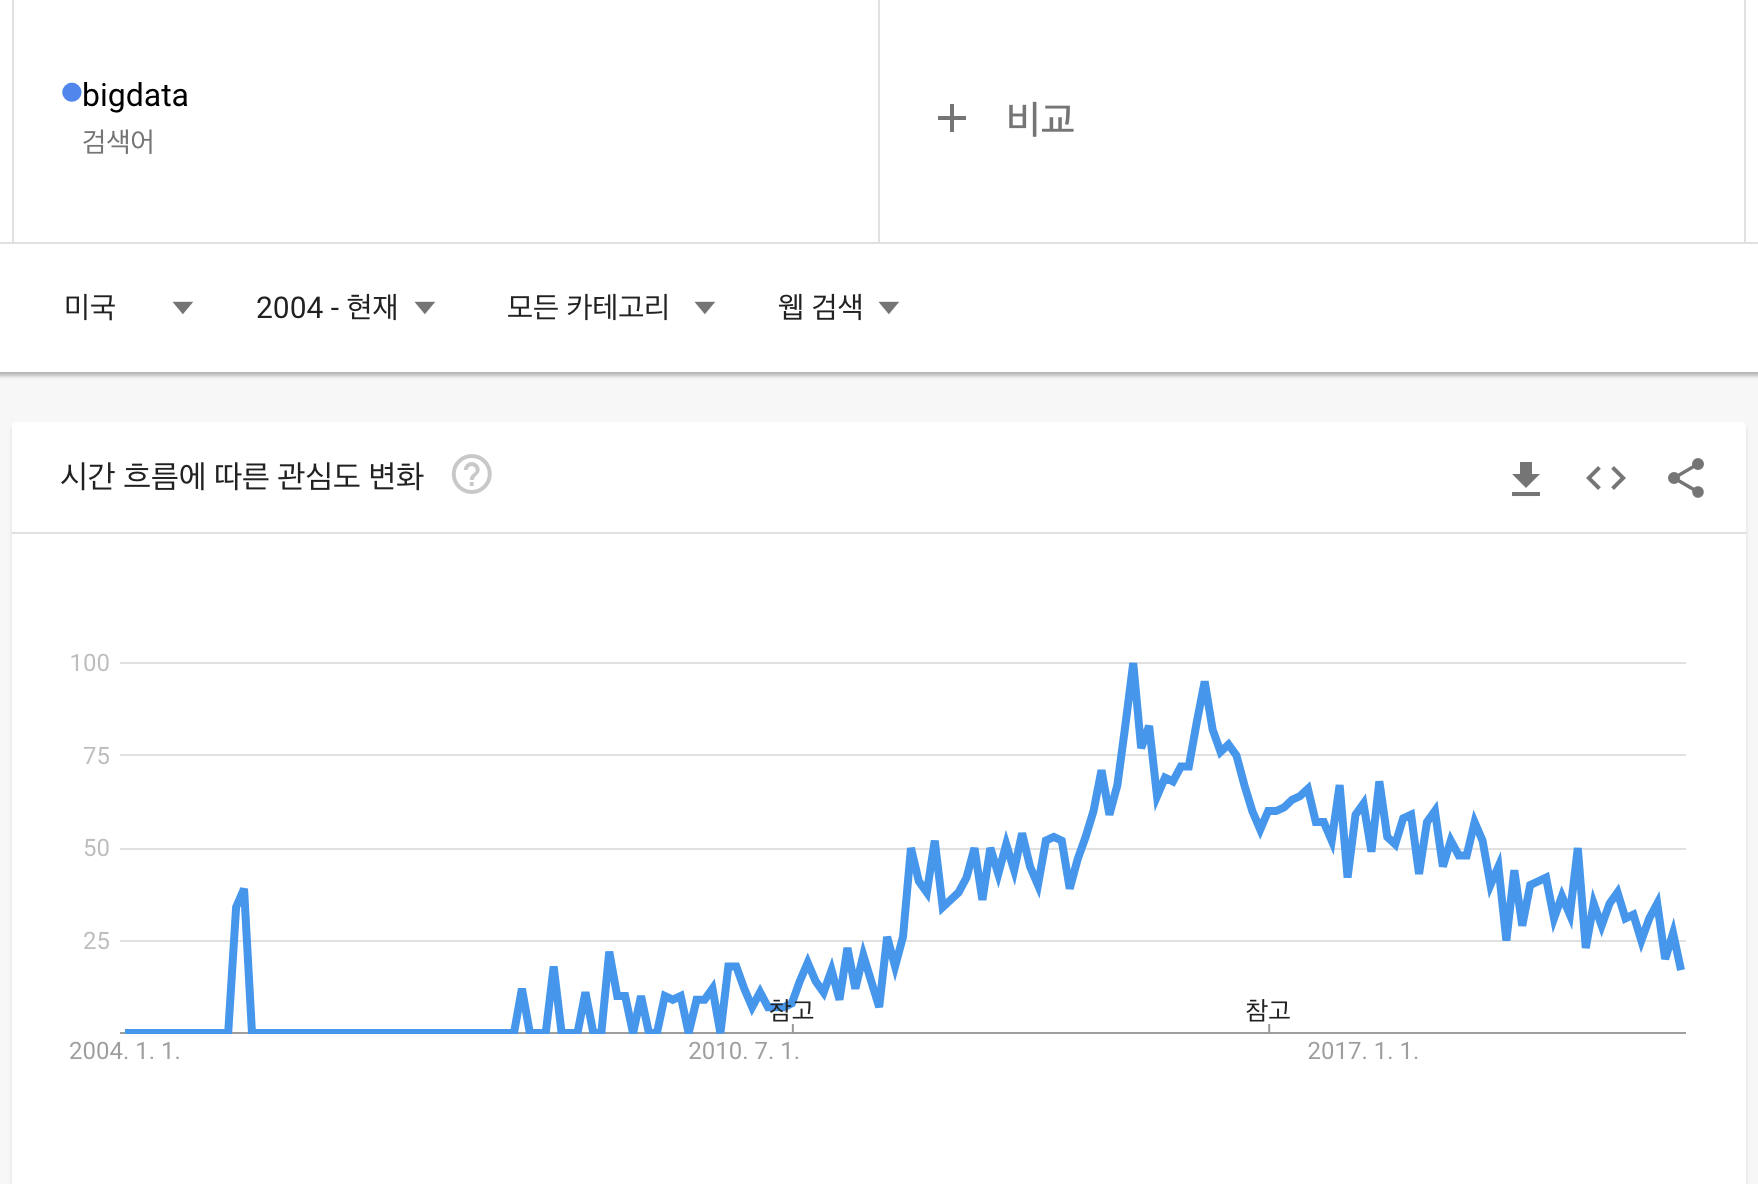 bigdata
검색어
+ 비교
미국 2004 - 현재 모든 카테고리 웹 검색
시간 흐름에 따른 관심도 변화 ?
100
75
50
25
참고 참고
2004. 1. 1. 2010. 7. 1. 2017. 1. 1.